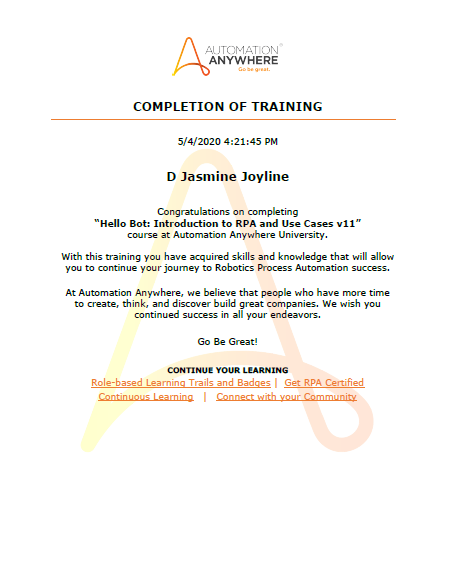 AUTOMATION®
ANYWHERE
Go be great.
COMPLETION OF TRAINING
5/4/2020 4:21:45 PM
D Jasmine Joyline
Congratulations on completing
“Hello Bot: Introduction to RPA and Use Cases v11”
course at Automation Anywhere University.
With this training you have acquired skills and knowledge that will allow
you to continue your journey to Robotics Process Automation success.
At Automation Anywhere, we believe that people who have more time
to create, think, and discover build great companies. We wish you
continued success in all your endeavors.
Go Be Great!
CONTINUE YOUR LEARNING
Role-based Learning Trails and Badges | Get RPA Certified
Continuous Learning | Connect with your Community